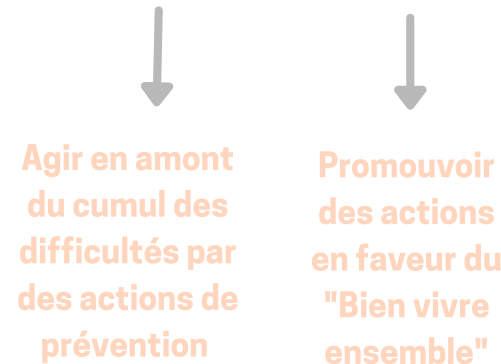 Agir en amont
du cumul des
difficultés par
des actions de
prévention
Promouvoir
des actions
en faveur du
"Bien vivre
ensemble"